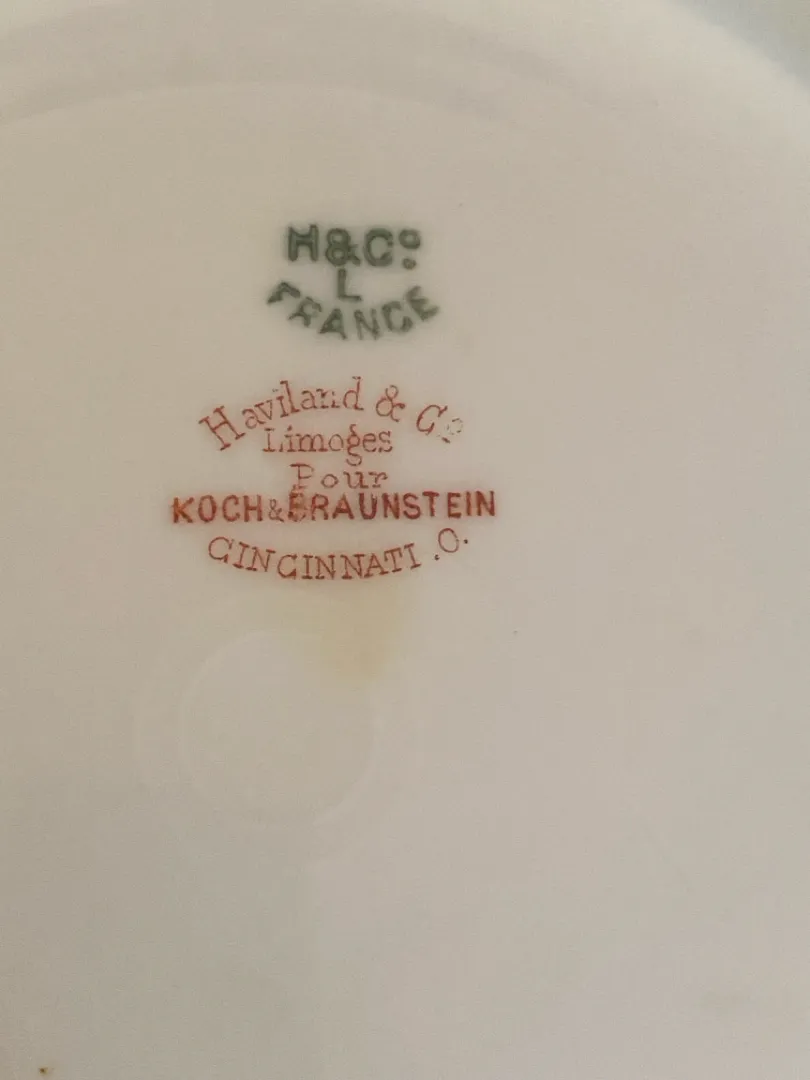 H&Cº
L
FRANCE
Haviland & Cº
Limoges
Pour
KOCH & BRAUNSTEIN
CINCINNATI .O.